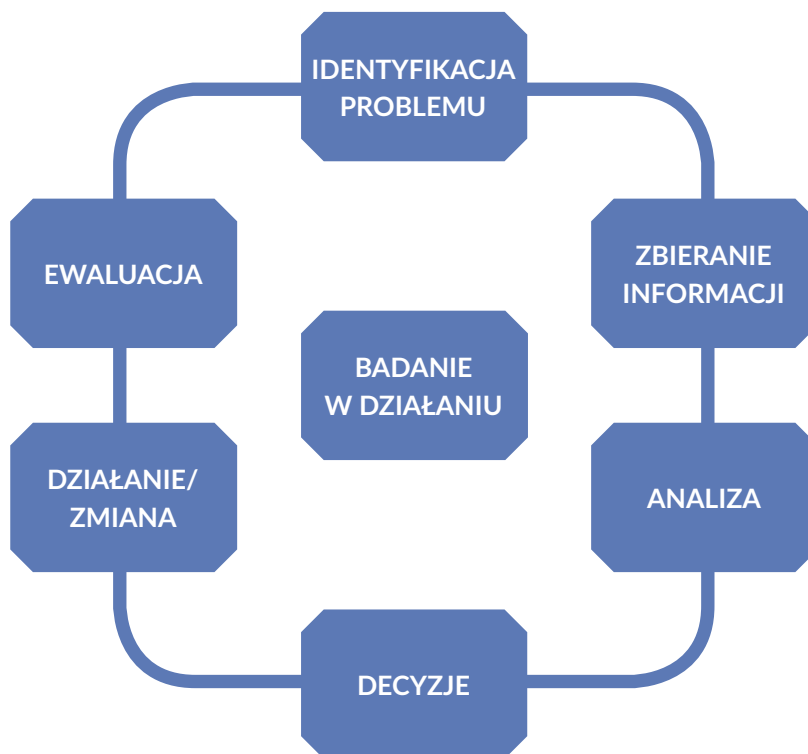 IDENTYFIKACJA
PROBLEMU
ZBIERANIE
INFORMACJI
EWALUACJA
BADANIE
W DZIAŁANIU
DZIAŁANIE/
ZMIANA
ANALIZA
DECYZJE